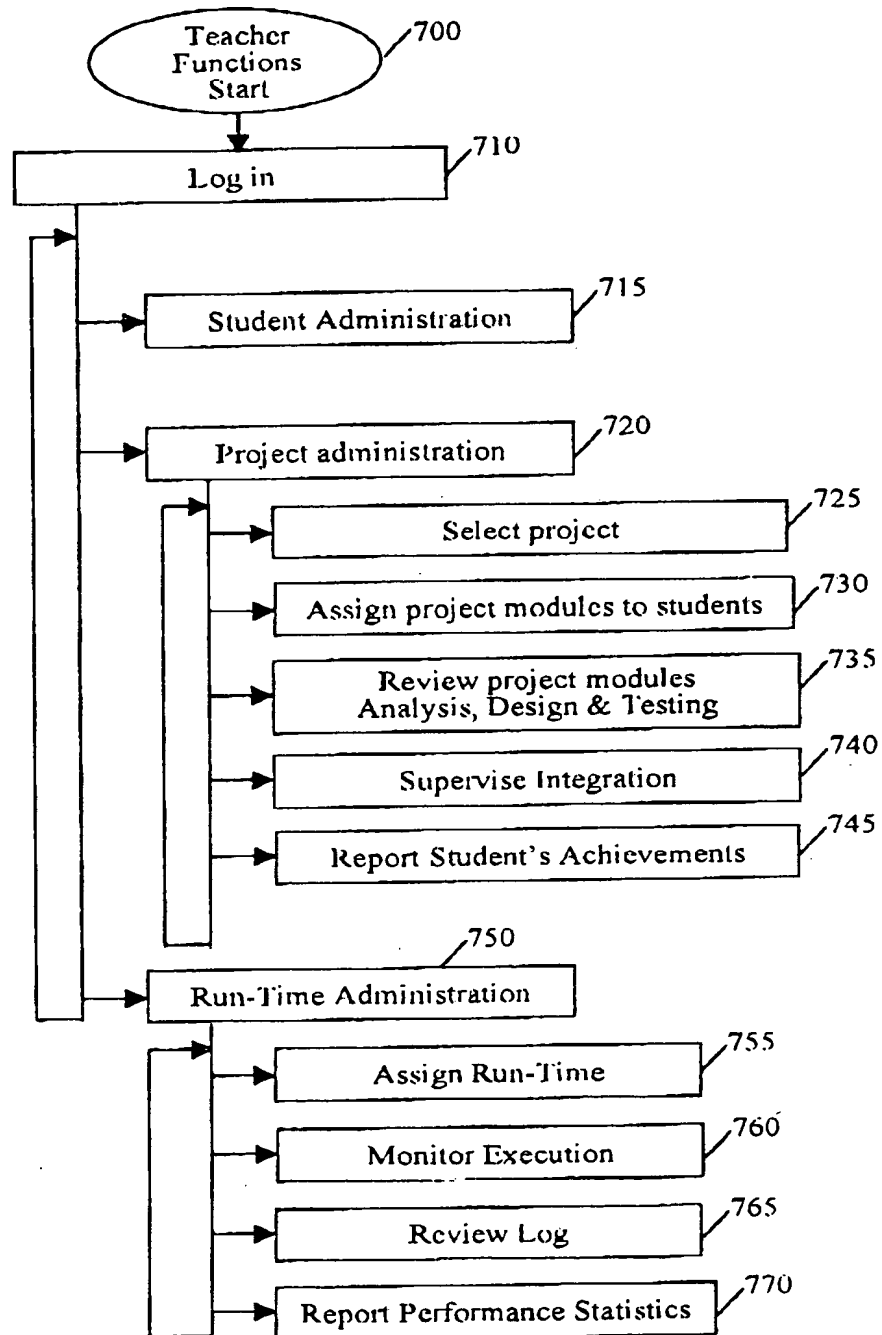 Teacher
Functions
Start
700
Log in
710
Student Administration
715
Project administration
720
Select project
725
Assign project modules to students
730
Review project modules
Analysis, Design & Testing
735
Supervise Integration
740
Report Student's Achievements
745
Run-Time Administration
750
Assign Run-Time
755
Monitor Execution
760
Review Log
765
Report Performance Statistics
770